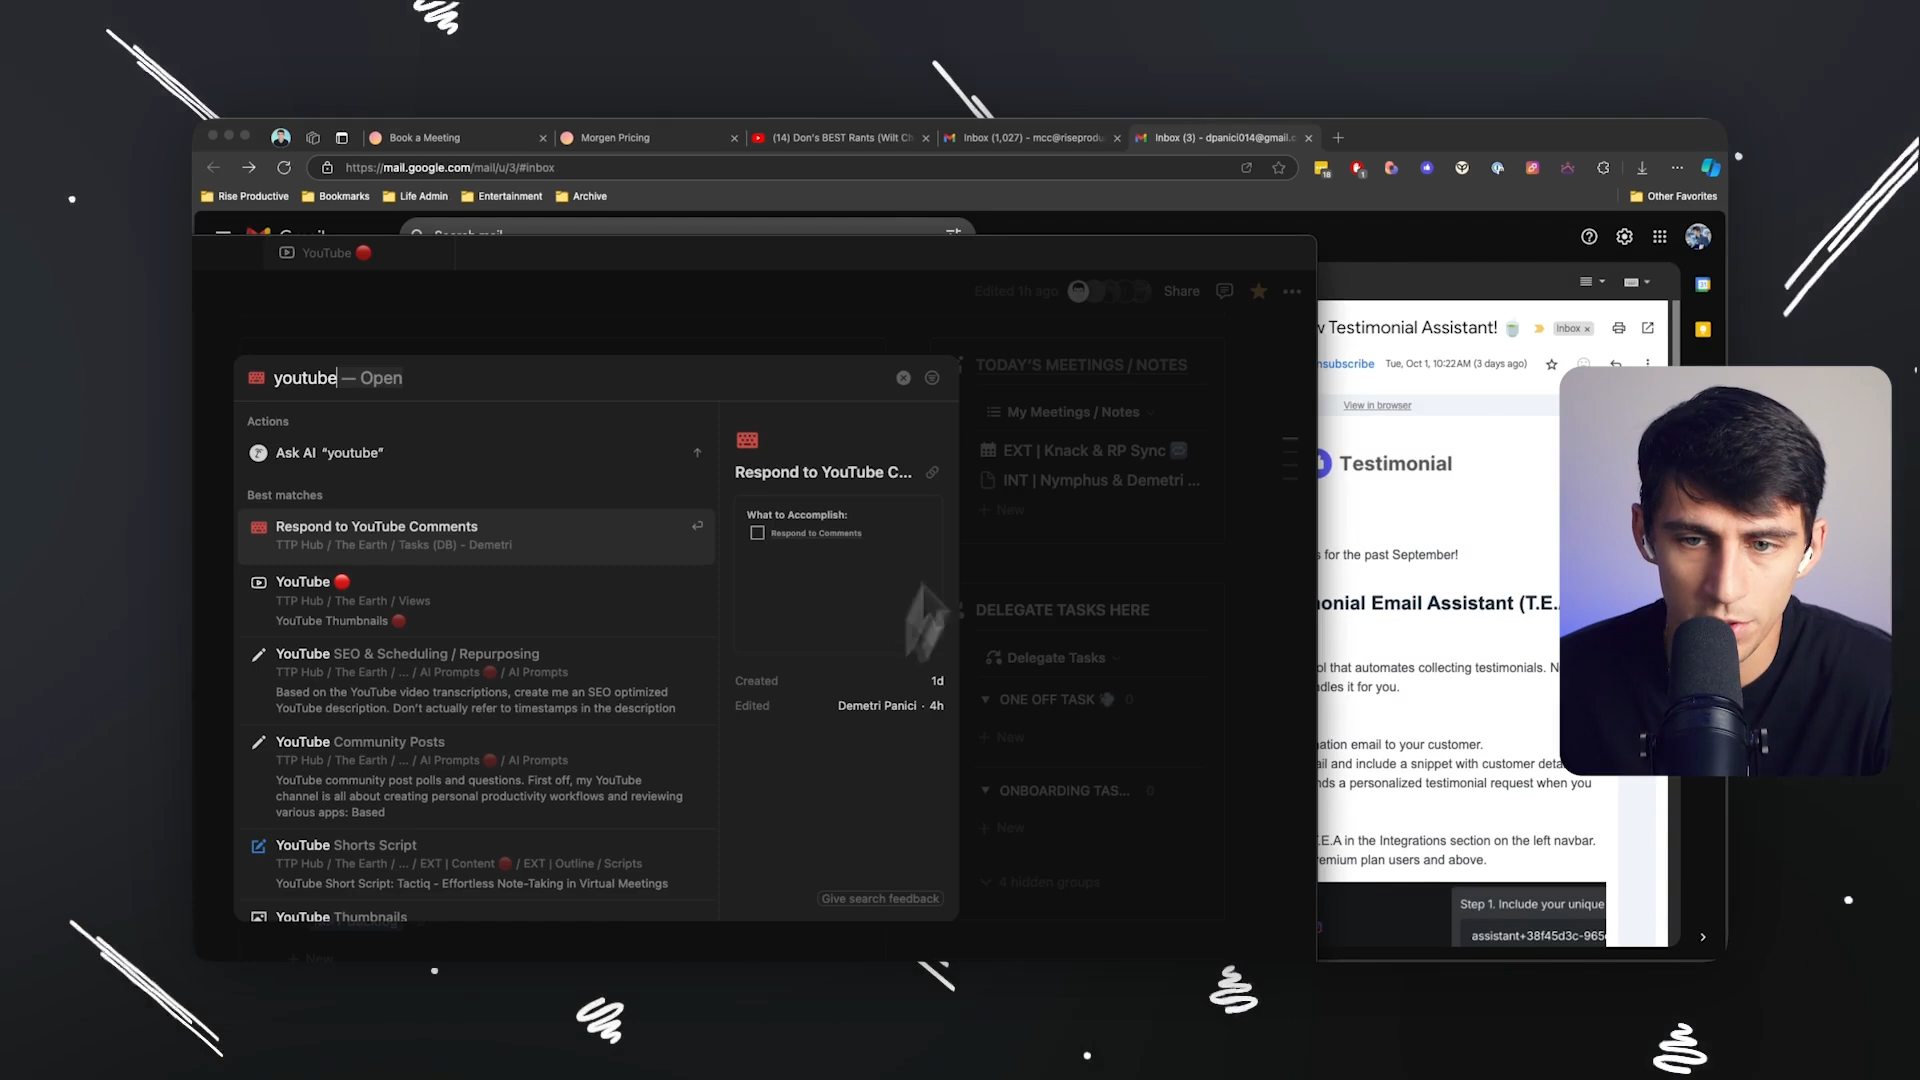 Book a Meeting
Morgen Pricing
(14) Don's BEST Rants (Wilt Ch
Inbox (1,027) - mcc@riseprodu
Inbox (3) - dpanici014@gmail.c
https://mail.google.com/mail/u/3/#inbox
18
1
Rise Productive
Bookmarks
Life Admin
Entertainment
Archive
Other Favorites
YouTube
Edited 1h ago
Share
youtube — Open
Actions
Ask AI “youtube”
Best matches
Respond to YouTube Comments
TTP Hub / The Earth / Tasks (DB) - Demetri
YouTube
TTP Hub / The Earth / Views
YouTube Thumbnails
YouTube SEO & Scheduling / Repurposing
TTP Hub / The Earth / ... / AI Prompts / AI Prompts
Based on the YouTube video transcriptions, create me an SEO optimized
YouTube description. Don't actually refer to timestamps in the description
YouTube Community Posts
TTP Hub / The Earth / ... / AI Prompts / AI Prompts
YouTube community post polls and questions. First off, my YouTube
channel is all about creating personal productivity workflows and reviewing
various apps: Based
YouTube Shorts Script
TTP Hub / The Earth / ... / EXT | Content / EXT | Outline / Scripts
YouTube Short Script: Tactiq - Effortless Note-Taking in Virtual Meetings
YouTube Thumbnails
New
Respond to YouTube C...
What to Accomplish:
Respond to Comments
Created 1d
Edited Demetri Panici · 4h
Give search feedback
TODAY'S MEETINGS / NOTES
My Meetings / Notes
EXT | Knack & RP Sync
INT | Nymphus & Demetri ...
New
DELEGATE TASKS HERE
Delegate Tasks
ONE OFF TASK 0
New
ONBOARDING TAS... 0
New
4 hidden groups
w Testimonial Assistant!
Inbox
nsubscribe
Tue, Oct 1, 10:22 AM (3 days ago)
View in browser
Testimonial
s for the past September!
onial Email Assistant (T.E.
ol that automates collecting testimonials. N
dles it for you.
ation email to your customer.
ail and include a snippet with customer deta
nds a personalized testimonial request when you
T.E.A in the Integrations section on the left navbar.
remium plan users and above.
Step 1. Include your unique
assistant+38f45d3c-965